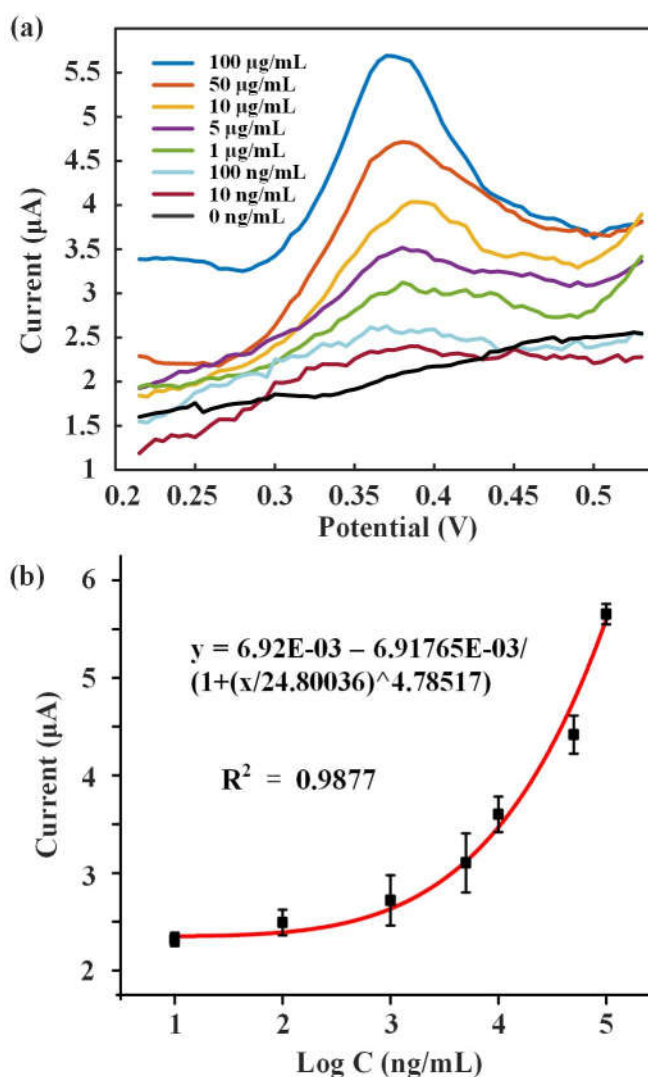 (a)
100 µg/mL
50 µg/mL
10 µg/mL
5 µg/mL
1 µg/mL
100 ng/mL
10 ng/mL
0 ng/mL
5.5
5
4.5
4
3.5
3
2.5
2
1.5
1
Current (µA)
0.2 0.25 0.3 0.35 0.4 0.45 0.5
Potential (V)
(b)
6
5
4
3
2
Current (µA)
y = 6.92E-03 – 6.91765E-03/
(1+(x/24.80036)^4.78517)
R² = 0.9877
1 2 3 4 5
Log C (ng/mL)